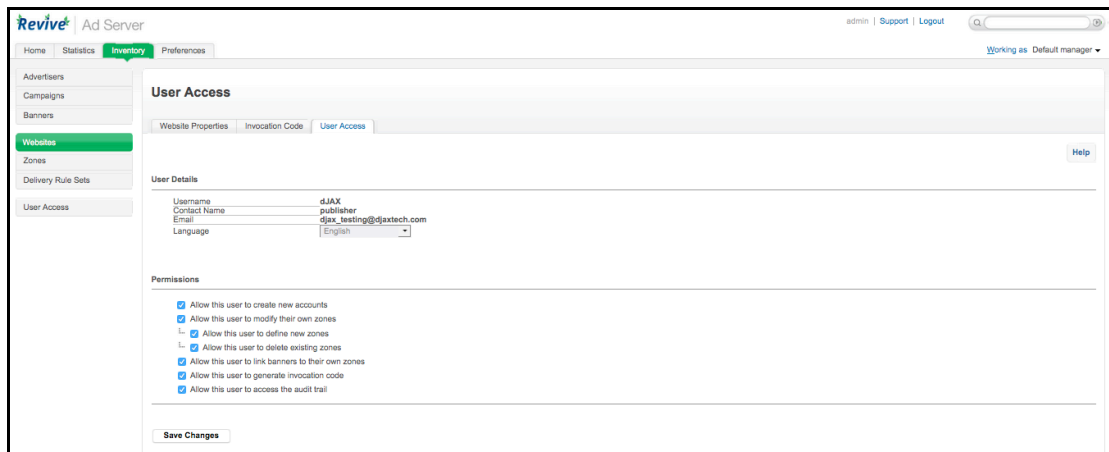 Revive Ad Server
admin | Support | Logout
Home Statistics Inventory Preferences
Working as Default manager
Advertisers
Campaigns
Banners
Websites
Zones
Delivery Rule Sets
User Access
User Access
Website Properties Invocation Code User Access
Help
User Details
Username dJAX
Contact Name publisher
Email djax_testing@djaxtech.com
Language English
Permissions
Allow this user to create new accounts
Allow this user to modify their own zones
Allow this user to define new zones
Allow this user to delete existing zones
Allow this user to link banners to their own zones
Allow this user to generate invocation code
Allow this user to access the audit trail
Save Changes